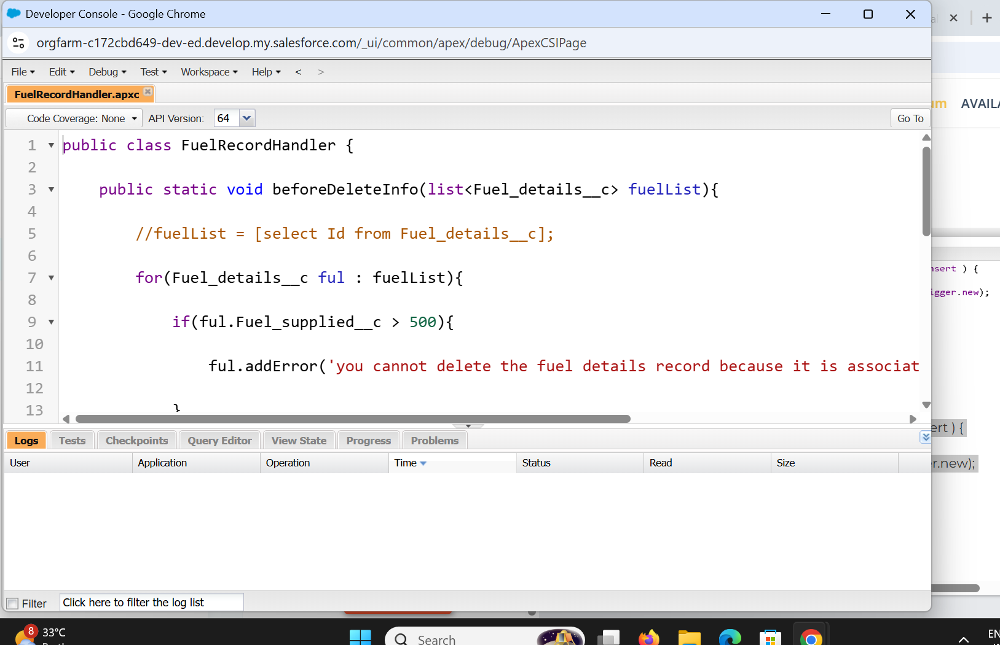 Developer Console - Google Chrome
orgfarm-c172cbd649-dev-ed.develop.my.salesforce.com/_ui/common/apex/debug/ApexCSIPage
File Edit Debug Test Workspace Help < >
FuelRecordHandler.apxc
Code Coverage: None API Version: 64 Go To
AVAIL
1 public class FuelRecordHandler {
2
3 public static void beforeDeleteInfo(list<Fuel_details__c> fuelList){
4
5 //fuelList = [select Id from Fuel_details__c];
6
7 for(Fuel_details__c ful : fuelList){
8
9 if(ful.Fuel_supplied__c > 500){
10
11 ful.addError('you cannot delete the fuel details record because it is associat
12
13 }
nsert ) {
igger.new);
ert ) {
r.new);
Logs Tests Checkpoints Query Editor View State Progress Problems
User Application Operation Time Status Read Size
Filter Click here to filter the log list
8 33°C
Search
EN